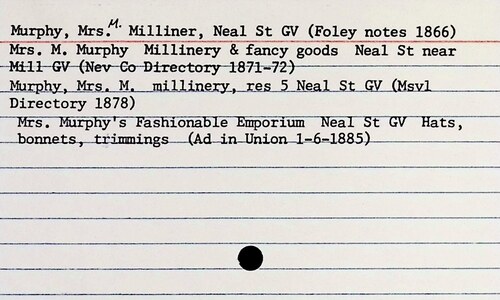 Murphy, Mrs. M. Milliner, Neal St GV (Foley notes 1866)
Mrs. M. Murphy Millinery & fancy goods Neal St near
Mill GV (Nev Co Directory 1871-72)
Murphy, Mrs. M. millinery, res 5 Neal St GV (Msvl
Directory 1878)
Mrs. Murphy's Fashionable Emporium Neal St GV Hats,
bonnets, trimmings (Ad in Union 1-6-1885)